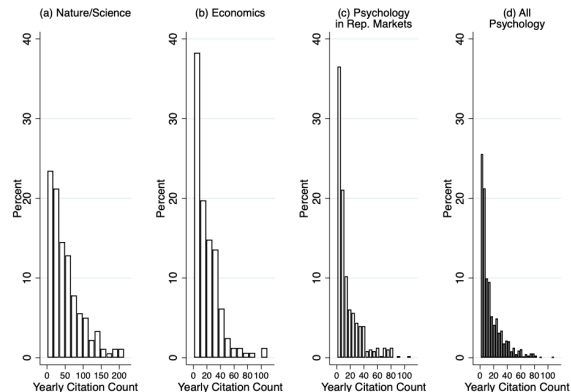 (a) Nature/Science
40
30
20
10
0
Percent
0 50 100 150 200
Yearly Citation Count
(b) Economics
40
30
20
10
0
Percent
0 20 40 60 80 100
Yearly Citation Count
(c) Psychology
in Rep. Markets
40
30
20
10
0
Percent
0 20 40 60 80 100
Yearly Citation Count
(d) All
Psychology
40
30
20
10
0
Percent
0 20 40 60 80 100
Yearly Citation Count